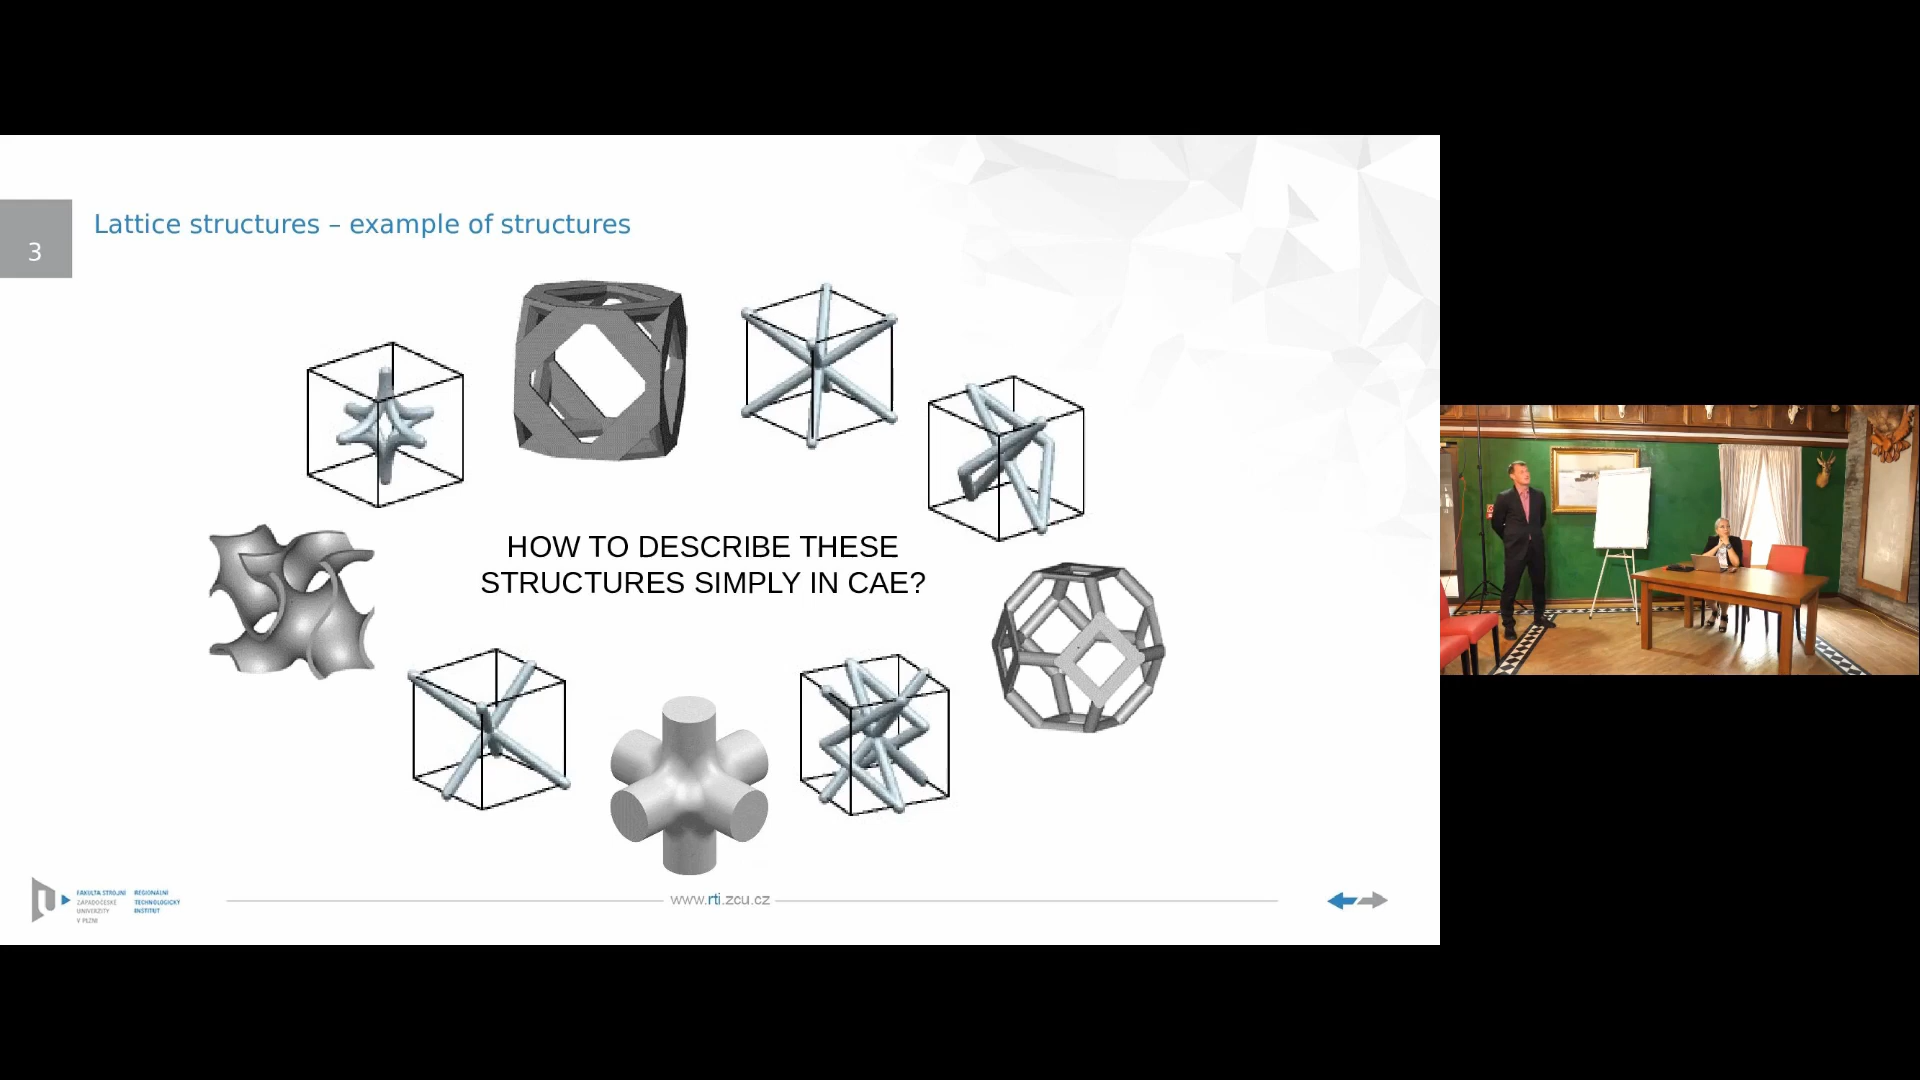 3
Lattice structures – example of structures
HOW TO DESCRIBE THESE
STRUCTURES SIMPLY IN CAE?
FAKULTA STROJNÍ
ZÁPADOČESKÉ
UNIVERZITY
V PLZNI
REGIONÁLNÍ
TECHNOLOGICKÝ
INSTITUT
www.rti.zcu.cz